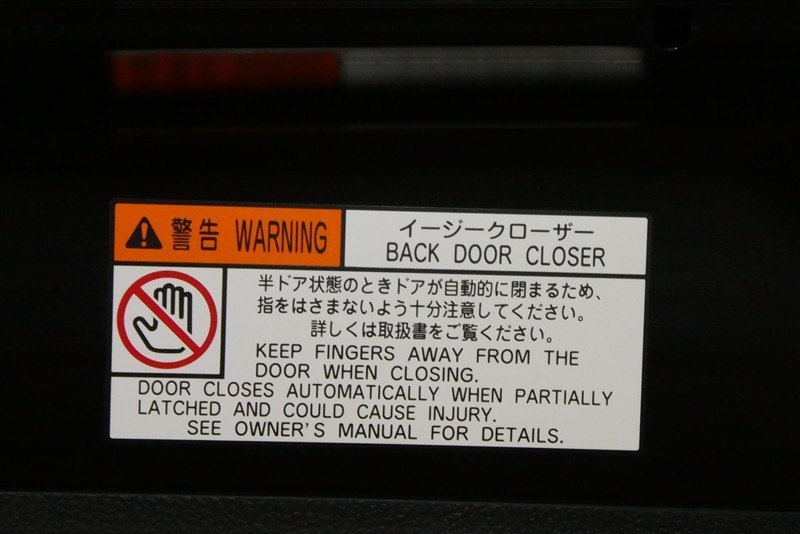 警告 WARNING
イージークローザー
BACK DOOR CLOSER
半ドア状態のときドアが自動的に閉まるため、
指をはさまないよう十分注意してください。
詳しくは取扱書をご覧ください。
KEEP FINGERS AWAY FROM THE
DOOR WHEN CLOSING.
DOOR CLOSES AUTOMATICALLY WHEN PARTIALLY
LATCHED AND COULD CAUSE INJURY.
SEE OWNER'S MANUAL FOR DETAILS.